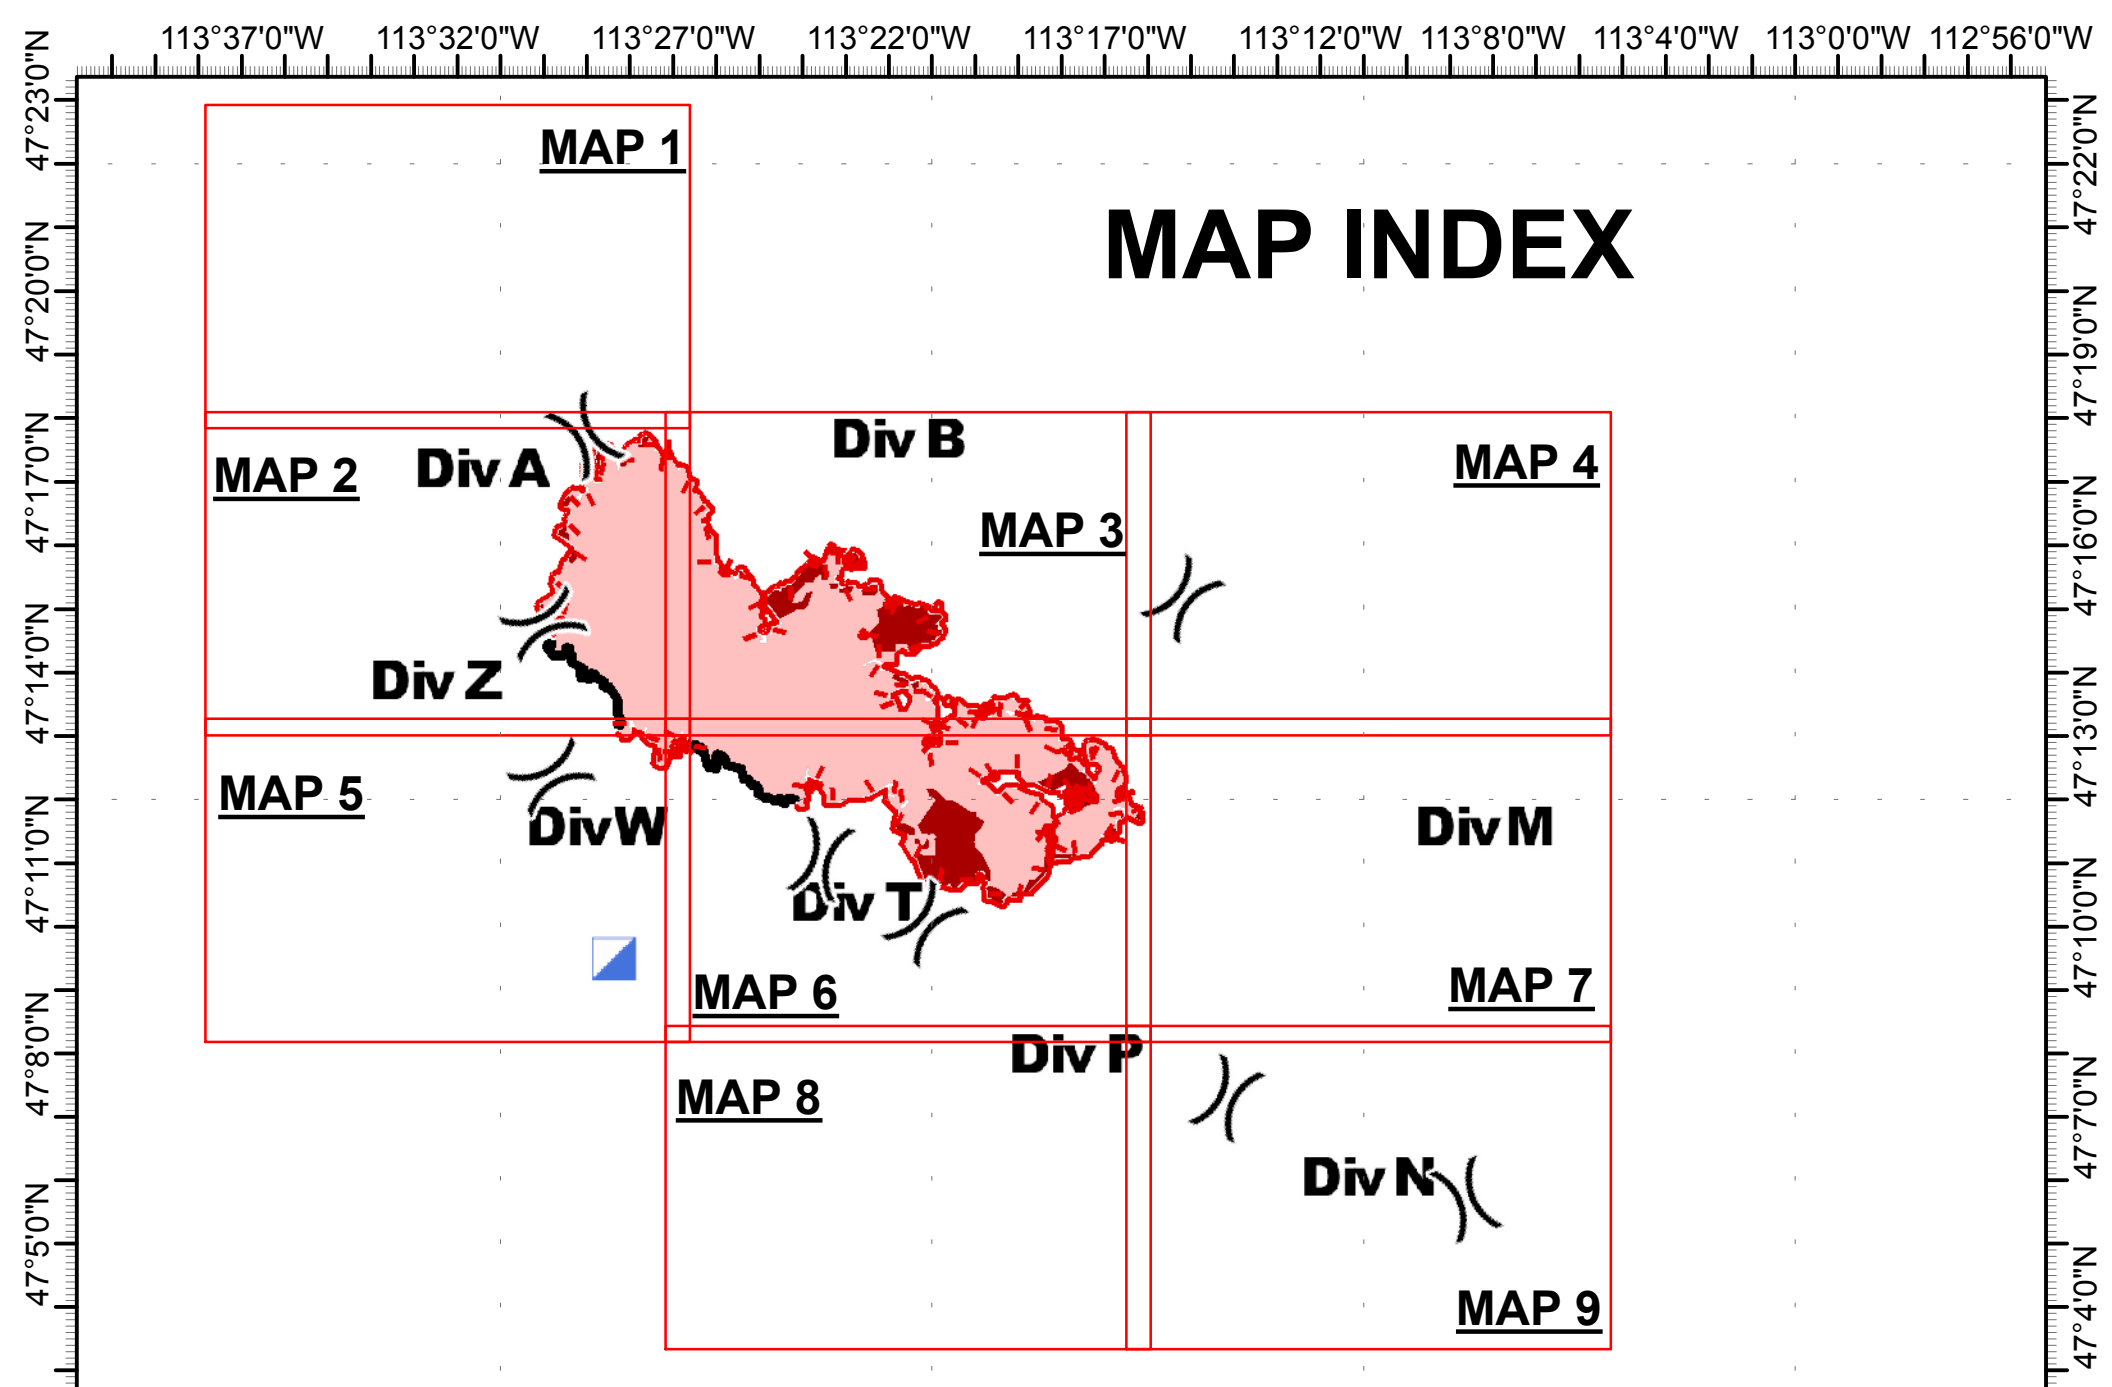 113°37'0"W 113°32'0"W 113°27'0"W 113°22'0"W 113°17'0"W 113°12'0"W 113°8'0"W 113°4'0"W 113°0'0"W 112°56'0"W
47°23'0"N
47°20'0"N
47°17'0"N
47°14'0"N
47°11'0"N
47°8'0"N
47°5'0"N
MAP 1
MAP INDEX
Div B
Div A
MAP 2
MAP 4
MAP 3
Div Z
MAP 5
Div W
Div M
Div T
MAP 6
MAP 7
Div P
MAP 8
Div N
MAP 9
47°22'0"N
47°19'0"N
47°16'0"N
47°13'0"N
47°10'0"N
47°7'0"N
47°4'0"N